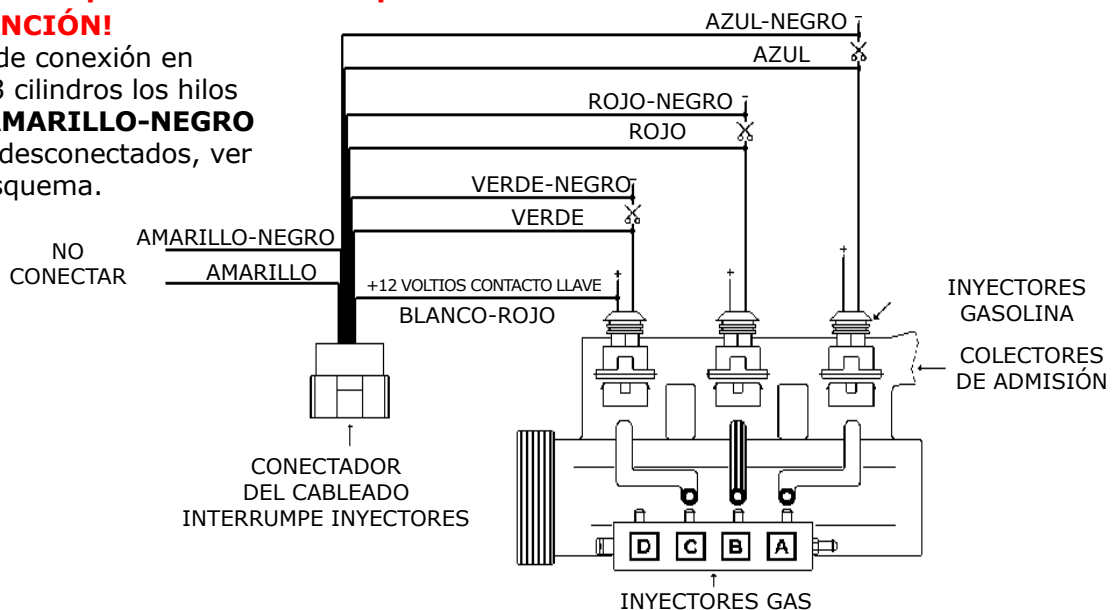 NCIÓN!
de conexión en
3 cilindros los hilos
AMARILLO-NEGRO
desconectados, ver
squema.
AZUL-NEGRO
AZUL
ROJO-NEGRO
ROJO
VERDE-NEGRO
VERDE
NO
CONECTAR
AMARILLO-NEGRO
AMARILLO
+12 VOLTIOS CONTACTO LLAVE
BLANCO-ROJO
INYECTORES
GASOLINA
COLECTORES
DE ADMISIÓN
CONECTADOR
DEL CABLEADO
INTERRUMPE INYECTORES
D C B A
INYECTORES GAS